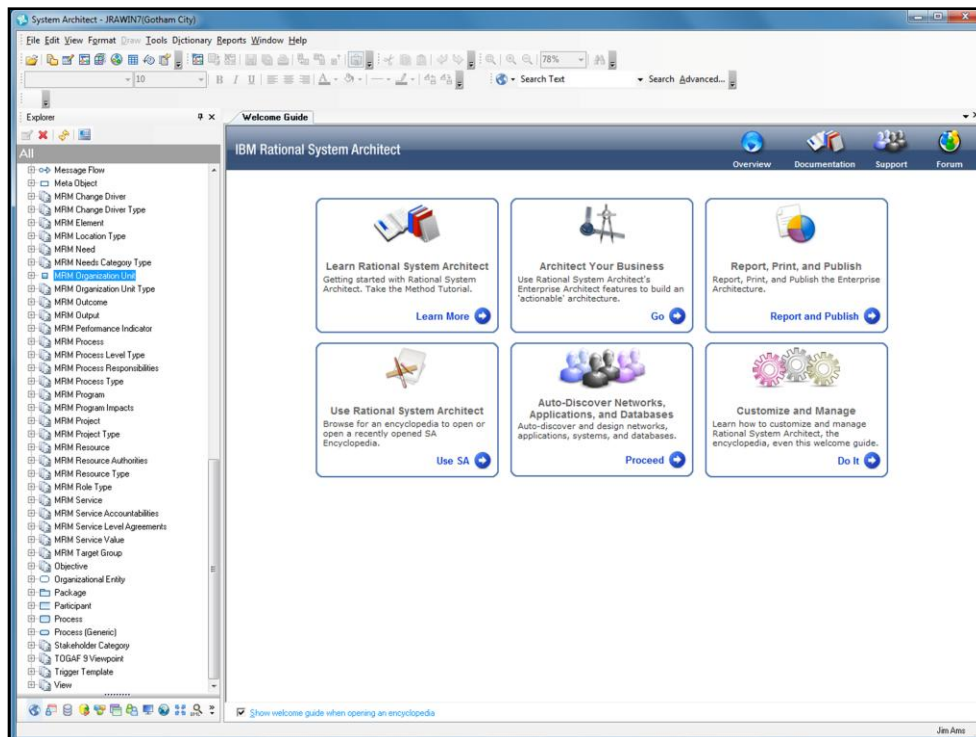 System Architect - JRAWIN7(Gotham City)
File Edit View Format Draw Tools Dictionary Reports Window Help
78%
10
B I U
Search Text
Search Advanced...
Explorer
Welcome Guide
All
IBM Rational System Architect
Overview
Documentation
Support
Forum
Message Flow
Meta Object
MRM Change Driver
MRM Change Driver Type
MRM Element
MRM Location Type
MRM Need
MRM Needs Category Type
MRM Organization Unit
MRM Organization Unit Type
MRM Outcome
MRM Output
MRM Performance Indicator
MRM Process
MRM Process Level Type
MRM Process Responsibilities
MRM Process Type
MRM Program
MRM Program Impacts
MRM Project
MRM Project Type
MRM Resource
MRM Resource Authorities
MRM Resource Type
MRM Role Type
MRM Service
MRM Service Accountabilities
MRM Service Level Agreements
MRM Service Value
MRM Target Group
Objective
Organizational Entity
Package
Participant
Process
Process (Generic)
Stakeholder Category
TOGAF 9 Viewpoint
Trigger Template
View
Learn Rational System Architect
Getting started with Rational System
Architect. Take the Method Tutorial.
Learn More
Architect Your Business
Use Rational System Architect's
Enterprise Architect features to build an
'actionable' architecture.
Go
Report, Print, and Publish
Report, Print, and Publish the Enterprise
Architecture.
Report and Publish
Use Rational System Architect
Browse for an encyclopedia to open or
open a recently opened SA
Encyclopedia.
Use SA
Auto-Discover Networks,
Applications, and Databases
Auto-discover and design networks,
applications, systems, and databases.
Proceed
Customize and Manage
Learn how to customize and manage
Rational System Architect, the
encyclopedia, even this welcome guide.
Do It
Show welcome guide when opening an encyclopedia
Jim Ams